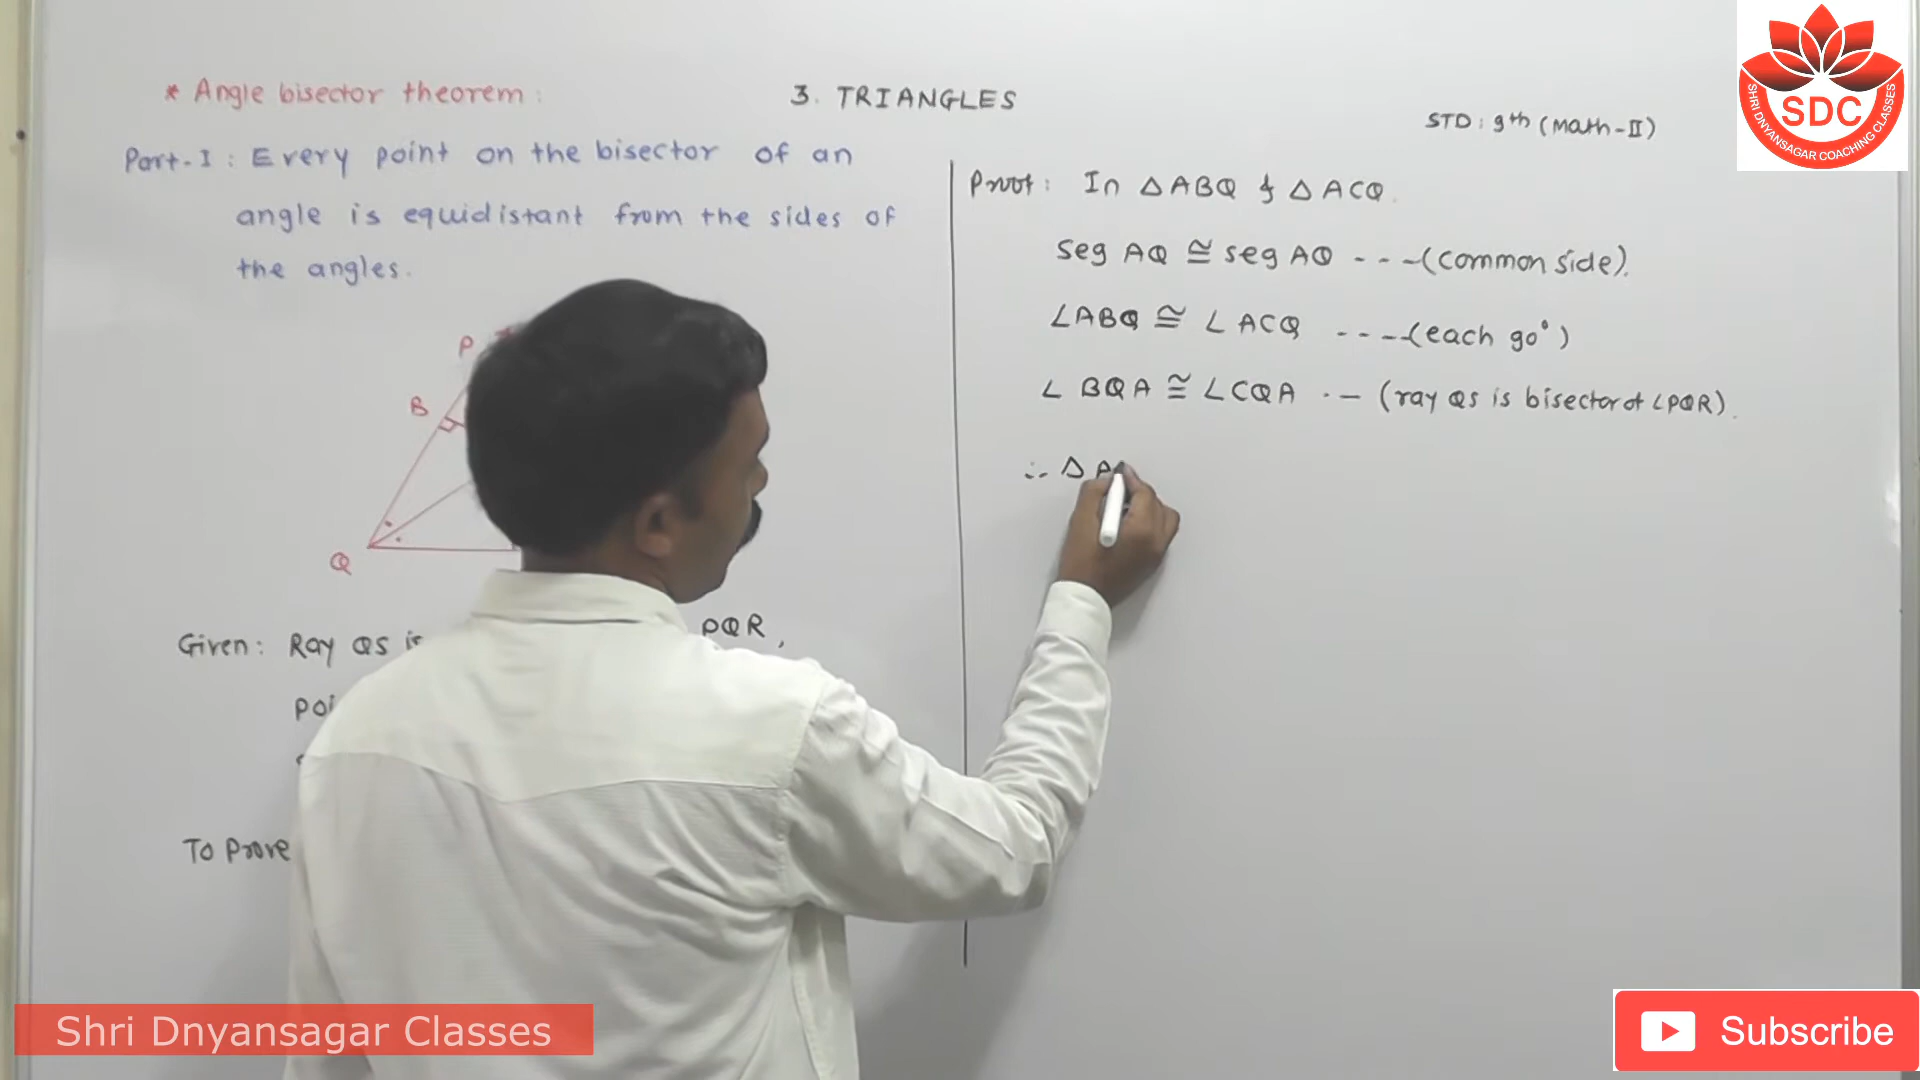 * Angle bisector theorem:
3. TRIANGLES
STD: 9th (Math-II)
SDC
SHRI DNYANSAGAR COACHING CLASSES
Part-I: Every point on the bisector of an
angle is equidistant from the sides of
the angles.
P
B
Q
Given: Ray QS is PQR,
To Prove
Proof: In △ ABQ & △ ACQ.
seg AQ ≅ seg AQ ---(common side).
∠ABQ ≅ ∠ACQ ----(each 90°)
∠BQA ≅ ∠CQA .— (ray QS is bisector of ∠PQR).
∴ △ A
Shri Dnyansagar Classes
Subscribe